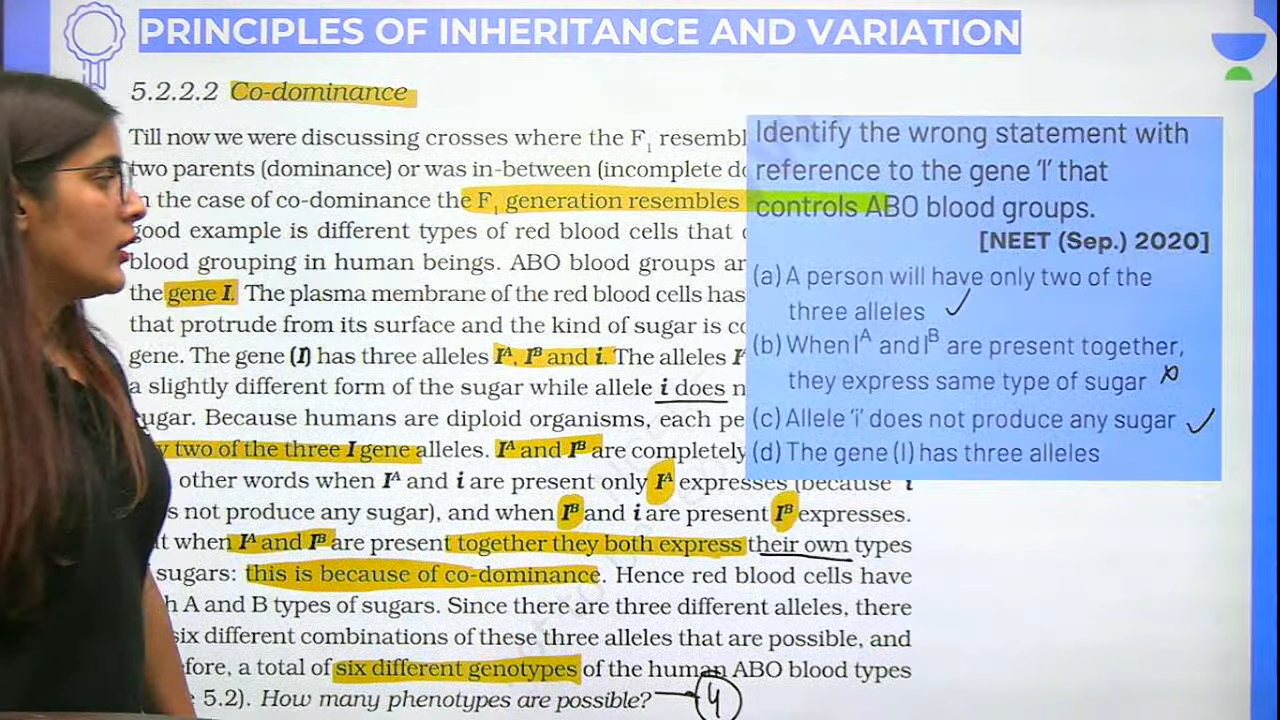 PRINCIPLES OF INHERITANCE AND VARIATION
5.2.2.2 Co-dominance
Till now we were discussing crosses where the F1 resembl
two parents (dominance) or was in-between (incomplete do
the case of co-dominance the F1 generation resembles
good example is different types of red blood cells that
blood grouping in human beings. ABO blood groups ar
the gene I. The plasma membrane of the red blood cells has
that protrude from its surface and the kind of sugar is co
gene. The gene (I) has three alleles Iᴬ, Iᴮ and i. The alleles I
a slightly different form of the sugar while allele i does n
ugar. Because humans are diploid organisms, each pe
y two of the three I gene alleles. Iᴬ and Iᴮ are completely
other words when Iᴬ and i are present only Iᴬ expresses (because i
s not produce any sugar), and when Iᴮ and i are present Iᴮ expresses.
t when Iᴬ and Iᴮ are present together they both express their own types
sugars: this is because of co-dominance. Hence red blood cells have
h A and B types of sugars. Since there are three different alleles, there
six different combinations of these three alleles that are possible, and
fore, a total of six different genotypes of the human ABO blood types
5.2). How many phenotypes are possible? 4
Identify the wrong statement with
reference to the gene 'I' that
controls ABO blood groups.
[NEET (Sep.) 2020]
(a) A person will have only two of the
three alleles ✓
(b) When Iᴬ and Iᴮ are present together,
they express same type of sugar ×
(c) Allele 'i' does not produce any sugar ✓
(d) The gene (I) has three alleles